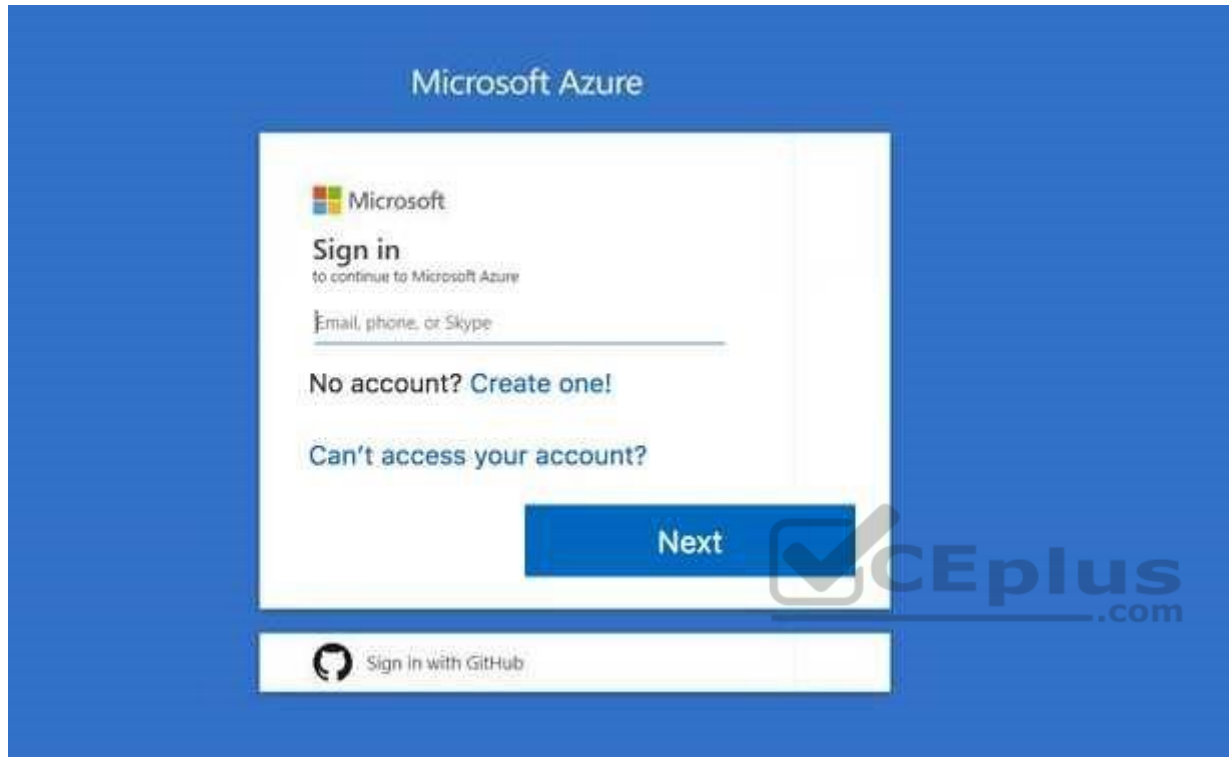 Microsoft Azure
Microsoft
Sign in
to continue to Microsoft Azure
Email, phone, or Skype
No account? Create one!
Can't access your account?
Next
CEplus
.com
Sign in with GitHub